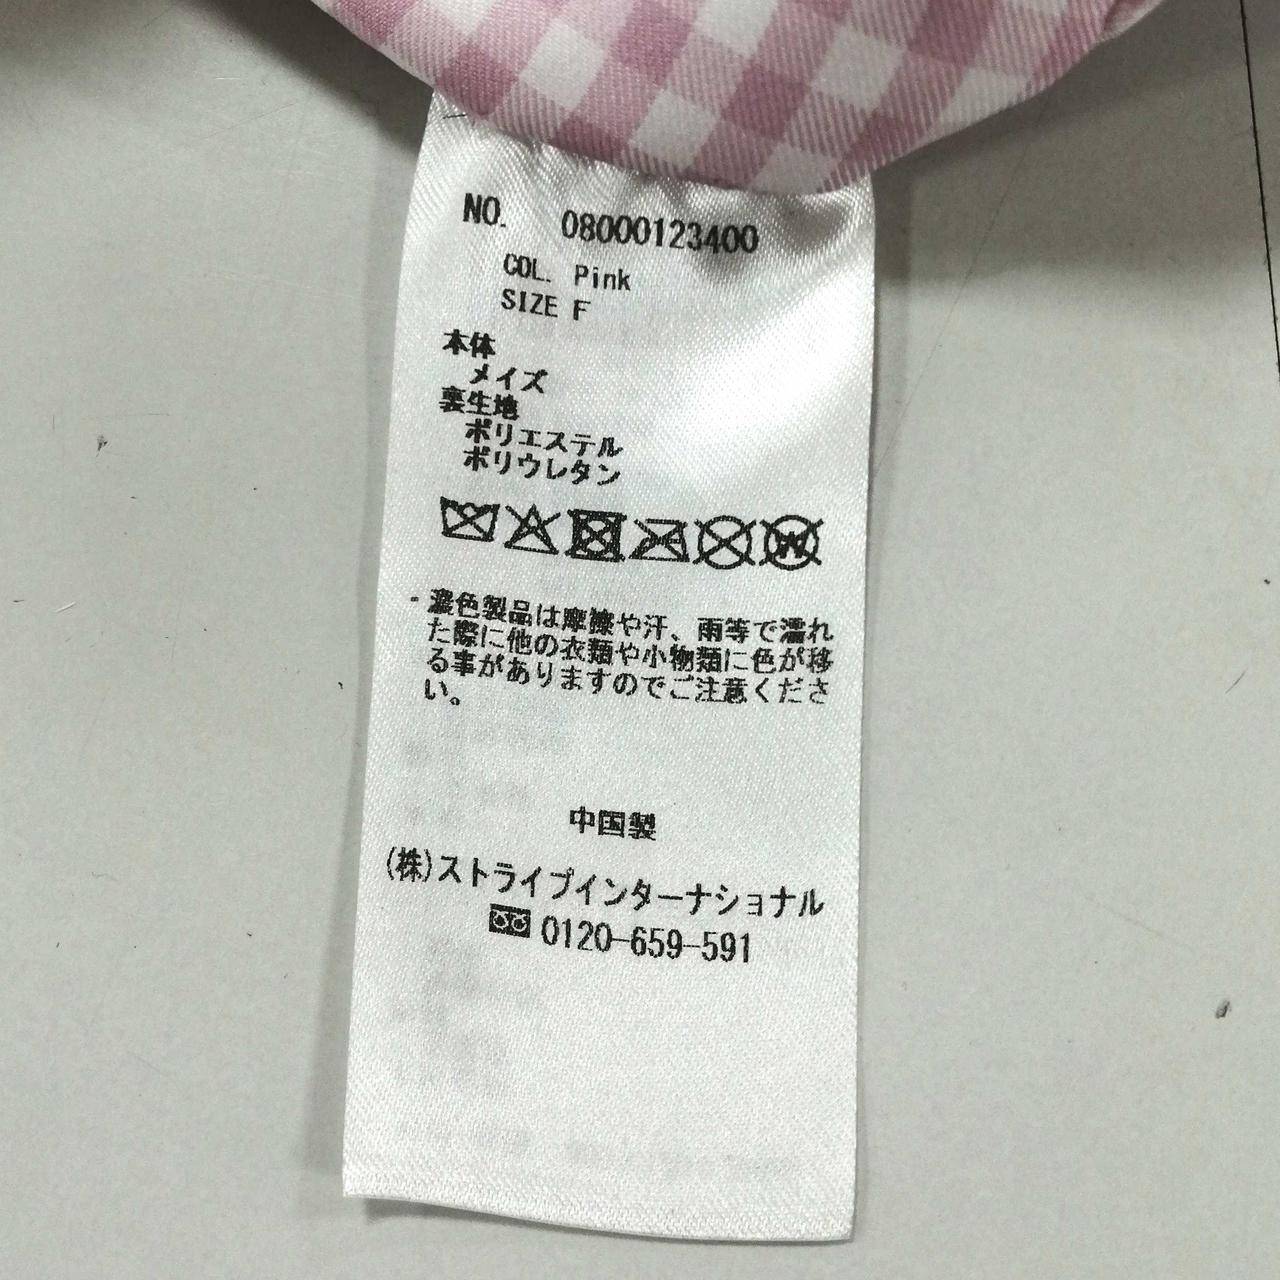 NO. 08000123400
COL. Pink
SIZE F
本体
メイズ
裏生地
ポリエステル
ポリウレタン
W
・濃色製品は摩擦や汗、雨等で濡れ
た際に他の衣類や小物類に色が移
る事がありますのでご注意くださ
い。
中国製
(株)ストライプインターナショナル
0120-659-591